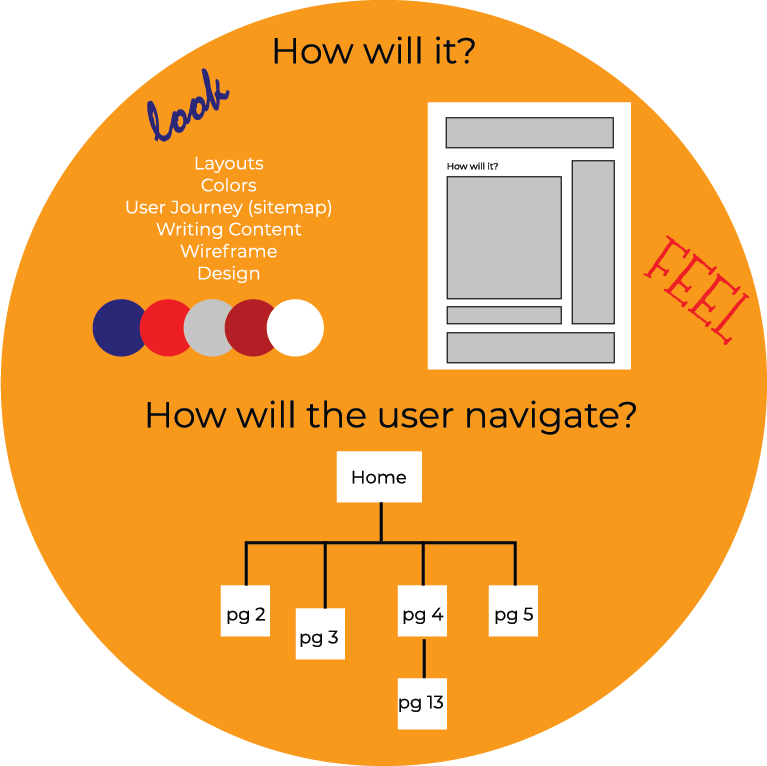 How will it?
look
Layouts
Colors
User Journey (sitemap)
Writing Content
Wireframe
Design
How will it?
FEEL
How will the user navigate?
Home
pg 2
pg 3
pg 4
pg 5
pg 13